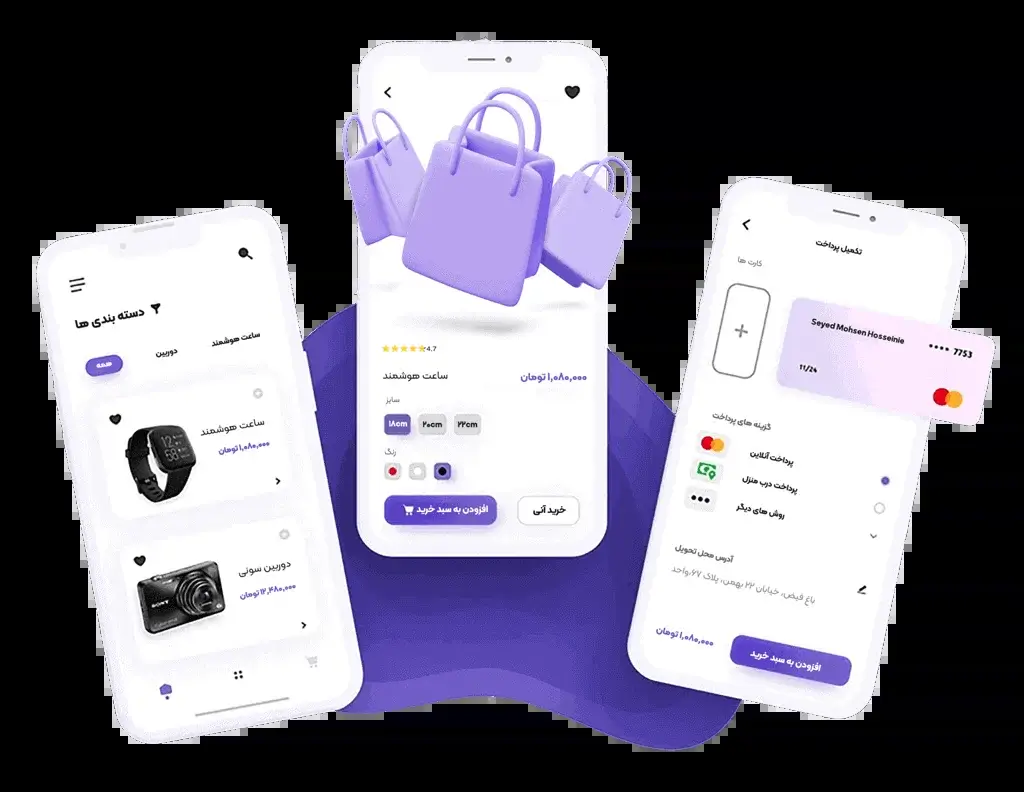 دسته بندی ها
همه
دوربین
ساعت هوشمند
ساعت هوشمند
۱,۰۸۰,۰۰۰ تومان
دوربین سونی
۱۲,۴۸۰,۰۰۰ تومان
SONY
4.7
ساعت هوشمند
۱,۰۸۰,۰۰۰ تومان
سایز
۱۸cm
۲۰cm
۲۲cm
رنگ
افزودن به سبد خرید
خرید آنی
تکمیل پرداخت
کارت ها
+
Seyed Mohsen Hosseinie
•••• 7753
11/24
گزینه های پرداخت
پرداخت آنلاین
پرداخت درب منزل
روش های دیگر
آدرس محل تحویل
باغ فیض، خیابان ۲۲ بهمن، پلاک ۶۷،واحد
۱,۰۸۰,۰۰۰ تومان
افزودن به سبد خرید